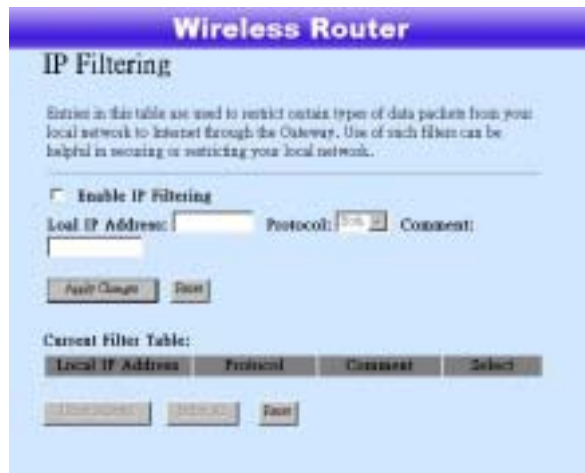 Wireless Router
IP Filtering
Entries in this table are used to restrict certain types of data packets from your
local network to Internet through the Gateway. Use of such filters can be
helpful in securing or restricting your local network.
Enable IP Filtering
Loal IP Address: Protocol: Both Comment:
Apply Changes Reset
Current Filter Table:
Local IP Address Protocol Comment Select
Reset